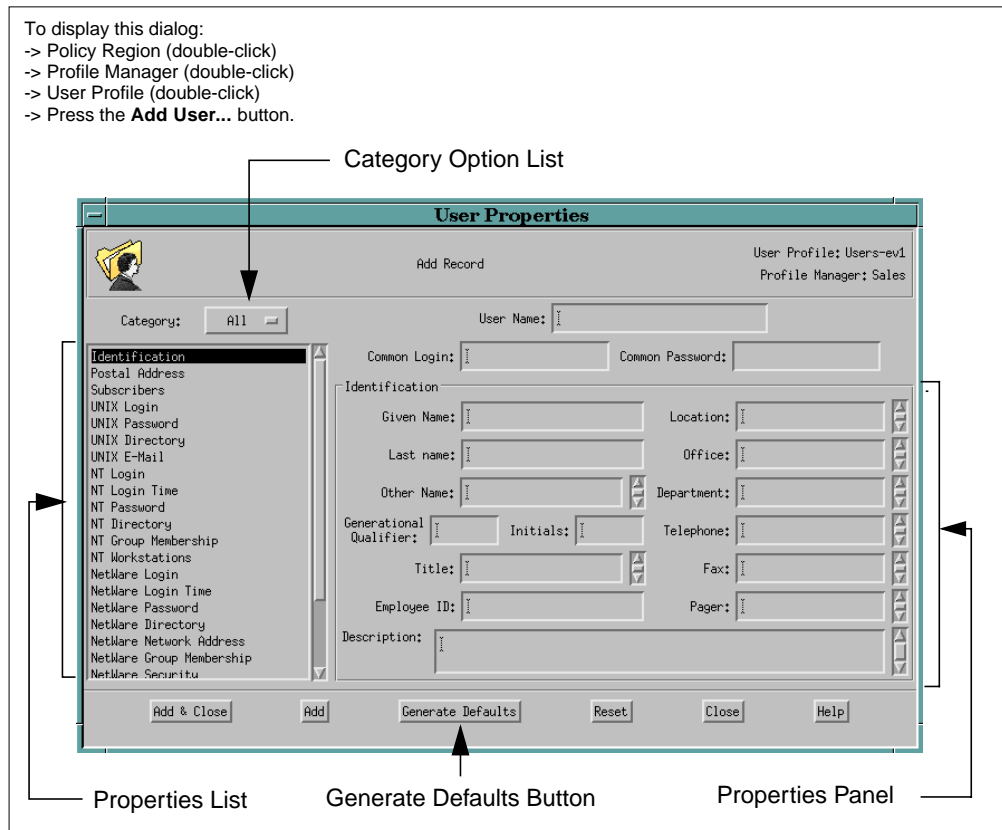 To display this dialog:
-> Policy Region (double-click)
-> Profile Manager (double-click)
-> User Profile (double-click)
-> Press the Add User... button.
Category Option List
User Properties
Add Record
User Profile: Users-ev1
Profile Manager: Sales
Category: All
User Name:
Common Login:
Common Password:
Identification
Postal Address
Subscribers
UNIX Login
UNIX Password
UNIX Directory
UNIX E-Mail
NT Login
NT Login Time
NT Password
NT Directory
NT Group Membership
NT Workstations
NetWare Login
NetWare Login Time
NetWare Password
NetWare Directory
NetWare Network Address
NetWare Group Membership
NetWare Security
Identification
Given Name:
Location:
Last name:
Office:
Other Name:
Department:
Generational
Qualifier:
Initials:
Telephone:
Title:
Fax:
Employee ID:
Pager:
Description:
Add & Close
Add
Generate Defaults
Reset
Close
Help
Properties List
Generate Defaults Button
Properties Panel